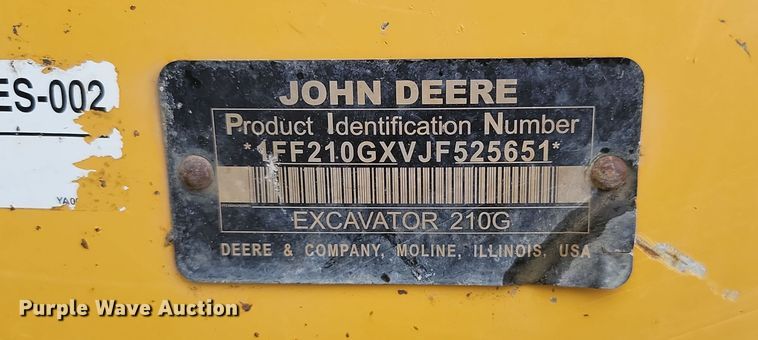 ES-002
JOHN DEERE
Product Identification Number
*1FF210GXVJF525651*
EXCAVATOR 210G
DEERE & COMPANY, MOLINE, ILLINOIS, USA
Purple Wave Auction